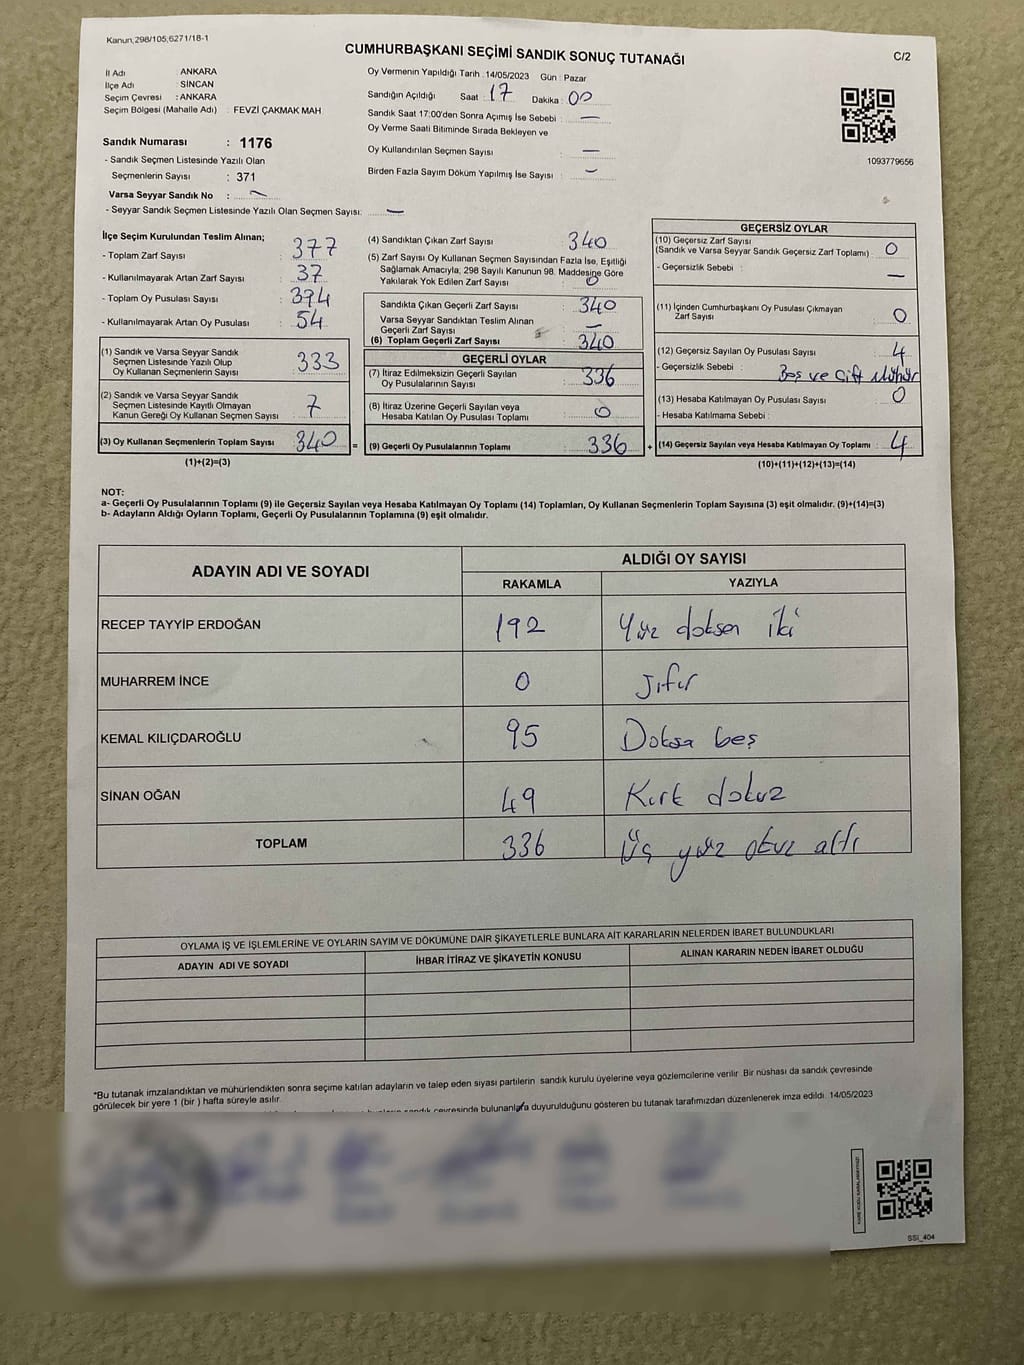 Kanun, 298/105,6271/18-1
CUMHURBAŞKANI SEÇİMİ SANDIK SONUÇ TUTANAĞI
C/2
İl Adı : ANKARA
İlçe Adı : SİNCAN
Seçim Çevresi : ANKARA
Seçim Bölgesi (Mahalle Adı) : FEVZİ ÇAKMAK MAH
Sandık Numarası : 1176
- Sandık Seçmen Listesinde Yazılı Olan
Seçmenlerin Sayısı : 371
Varsa Seyyar Sandık No : —
- Seyyar Sandık Seçmen Listesinde Yazılı Olan Seçmen Sayısı: —
Oy Vermenin Yapıldığı Tarih : 14/05/2023 Gün : Pazar
Sandığın Açıldığı Saat : 17 Dakika : 00
Sandık Saat 17:00'den Sonra Açımış İse Sebebi : —
Oy Verme Saati Bitiminde Sırada Bekleyen ve
Oy Kullandırılan Seçmen Sayısı : —
Birden Fazla Sayım Döküm Yapılmış İse Sayısı : —
1093779656
İlçe Seçim Kurulundan Teslim Alınan;
- Toplam Zarf Sayısı : 377
- Kullanılmayarak Artan Zarf Sayısı : 37
- Toplam Oy Pusulası Sayısı : 394
- Kullanılmayarak Artan Oy Pusulası : 54
(1) Sandık ve Varsa Seyyar Sandık
Seçmen Listesinde Yazılı Olup
Oy Kullanan Seçmenlerin Sayısı : 333
(2) Sandık ve Varsa Seyyar Sandık
Seçmen Listesinde Kayıtlı Olmayan
Kanun Gereği Oy Kullanan Seçmen Sayısı : 7
(3) Oy Kullanan Seçmenlerin Toplam Sayısı : 340 =
(1)+(2)=(3)
(4) Sandıktan Çıkan Zarf Sayısı : 340
(5) Zarf Sayısı Oy Kullanan Seçmen Sayısından Fazla İse, Eşitliği
Sağlamak Amacıyla, 298 Sayılı Kanunun 98. Maddesine Göre
Yakılarak Yok Edilen Zarf Sayısı : 0
Sandıkta Çıkan Geçerli Zarf Sayısı : 340
Varsa Seyyar Sandıktan Teslim Alınan
Geçerli Zarf Sayısı : —
(6) Toplam Geçerli Zarf Sayısı : 340
GEÇERLİ OYLAR
(7) İtiraz Edilmeksizin Geçerli Sayılan
Oy Pusulalarının Sayısı : 336
(8) İtiraz Üzerine Geçerli Sayılan veya
Hesaba Katılan Oy Pusulası Toplamı : 0
(9) Geçerli Oy Pusulalarının Toplamı : 336 +
GEÇERSİZ OYLAR
(10) Geçersiz Zarf Sayısı
(Sandık ve Varsa Seyyar Sandık Geçersiz Zarf Toplamı) : 0
- Geçersizlik Sebebi : —
(11) İçinden Cumhurbaşkanı Oy Pusulası Çıkmayan
Zarf Sayısı : 0
(12) Geçersiz Sayılan Oy Pusulası Sayısı : 4
- Geçersizlik Sebebi : Boş ve Çift Mühür
(13) Hesaba Katılmayan Oy Pusulası Sayısı : 0
- Hesaba Katılmama Sebebi :
(14) Geçersiz Sayılan veya Hesaba Katılmayan Oy Toplamı : 4
(10)+(11)+(12)+(13)=(14)
NOT:
a- Geçerli Oy Pusulalarının Toplamı (9) ile Geçersiz Sayılan veya Hesaba Katılmayan Oy Toplamı (14) Toplamları, Oy Kullanan Seçmenlerin Toplam Sayısına (3) eşit olmalıdır. (9)+(14)=(3)
b- Adayların Aldığı Oyların Toplamı, Geçerli Oy Pusulalarının Toplamına (9) eşit olmalıdır.
ADAYIN ADI VE SOYADI
ALDIĞI OY SAYISI
RAKAMLA YAZIYLA
RECEP TAYYİP ERDOĞAN 192 Yüz doksan iki
MUHARREM İNCE 0 Sıfır
KEMAL KILIÇDAROĞLU 95 Doksa beş
SİNAN OĞAN 49 Kırk dokuz
TOPLAM 336 Üç yüz otuz altı
OYLAMA İŞ VE İŞLEMLERİNE VE OYLARIN SAYIM VE DÖKÜMÜNE DAİR ŞİKAYETLERLE BUNLARA AİT KARARLARIN NELERDEN İBARET BULUNDUKLARI
ADAYIN ADI VE SOYADI İHBAR İTİRAZ VE ŞİKAYETİN KONUSU ALINAN KARARIN NEDEN İBARET OLDUĞU
*Bu tutanak imzalandıktan ve mühürlendikten sonra seçime katılan adayların ve talep eden siyasi partilerin sandık kurulu üyelerine veya gözlemcilerine verilir. Bir nüshası da sandık çevresinde
görülecek bir yere 1 (bir ) hafta süreyle asılır.
sandık çevresinde bulunanlara duyurulduğunu gösteren bu tutanak tarafımızdan düzenlenerek imza edildi. 14/05/2023
SSI_404